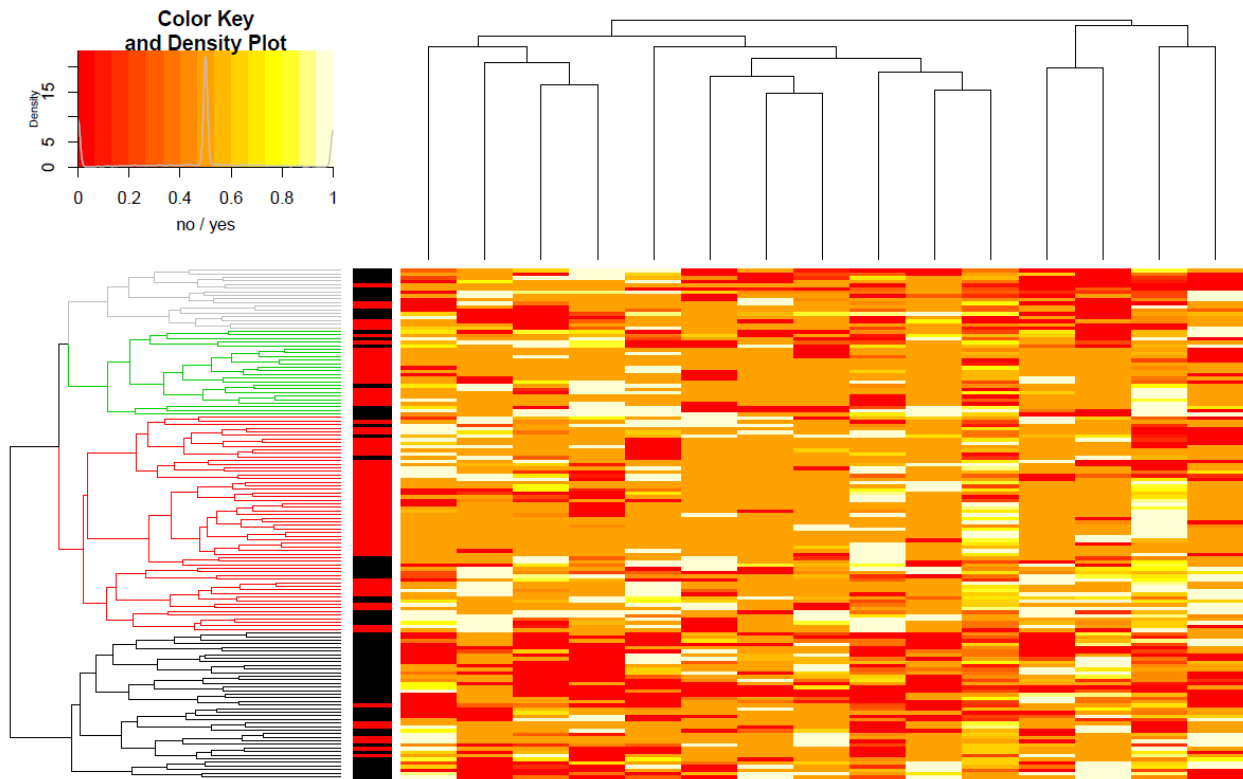 Color Key
and Density Plot
Density
15
5
0
0 0.2 0.4 0.6 0.8 1
no / yes